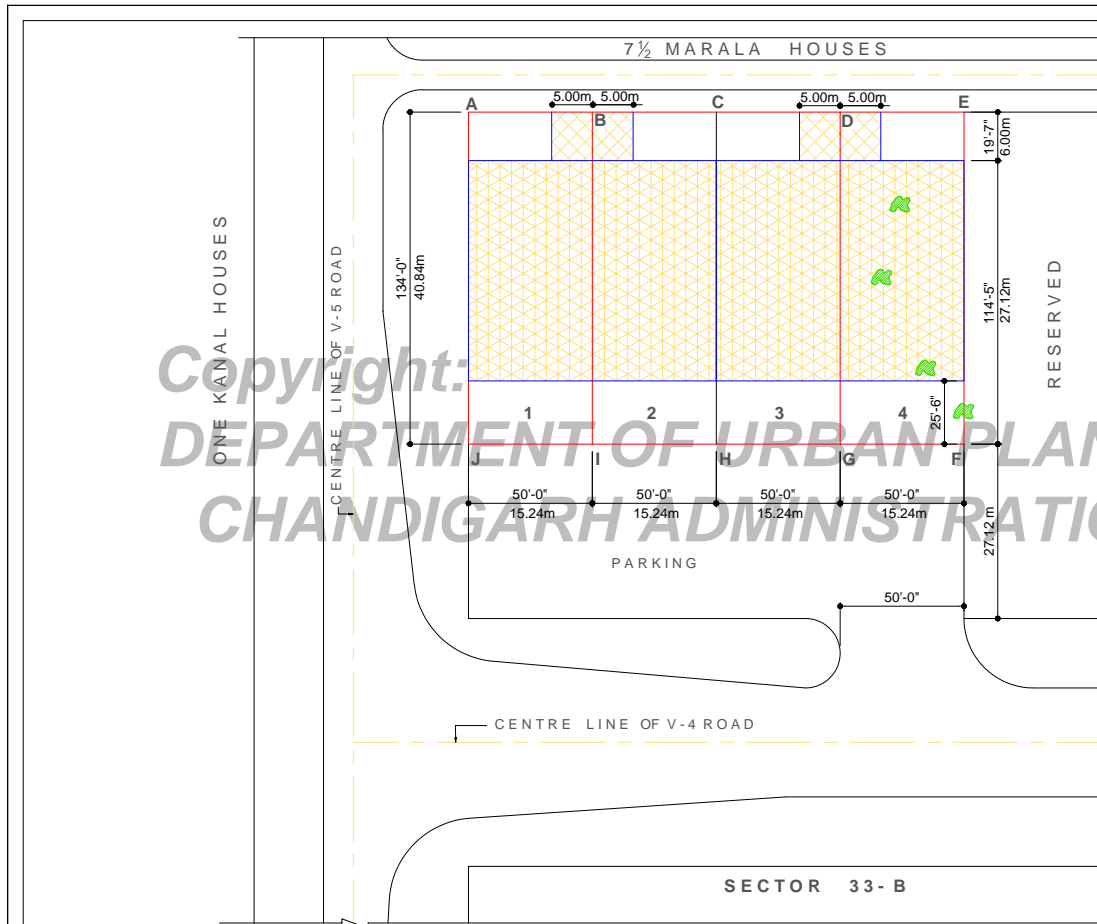 7½ MARALA HOUSES
5.00m 5.00m
5.00m 5.00m
A
B
C
D
E
19'-7"
6.00m
ONE KANAL HOUSES
CENTRE LINE OF V-5 ROAD
134'-0"
40.84m
114'-5"
27.12m
RESERVED
Copyright:
DEPARTMENT OF URBAN PLAN
CHANDIGARH ADMINISTRATIO
1 2 3 4
25'-6"
J I H G F
50'-0" 50'-0" 50'-0" 50'-0"
15.24m 15.24m 15.24m 15.24m
27.12 m
PARKING
50'-0"
CENTRE LINE OF V-4 ROAD
SECTOR 33-B